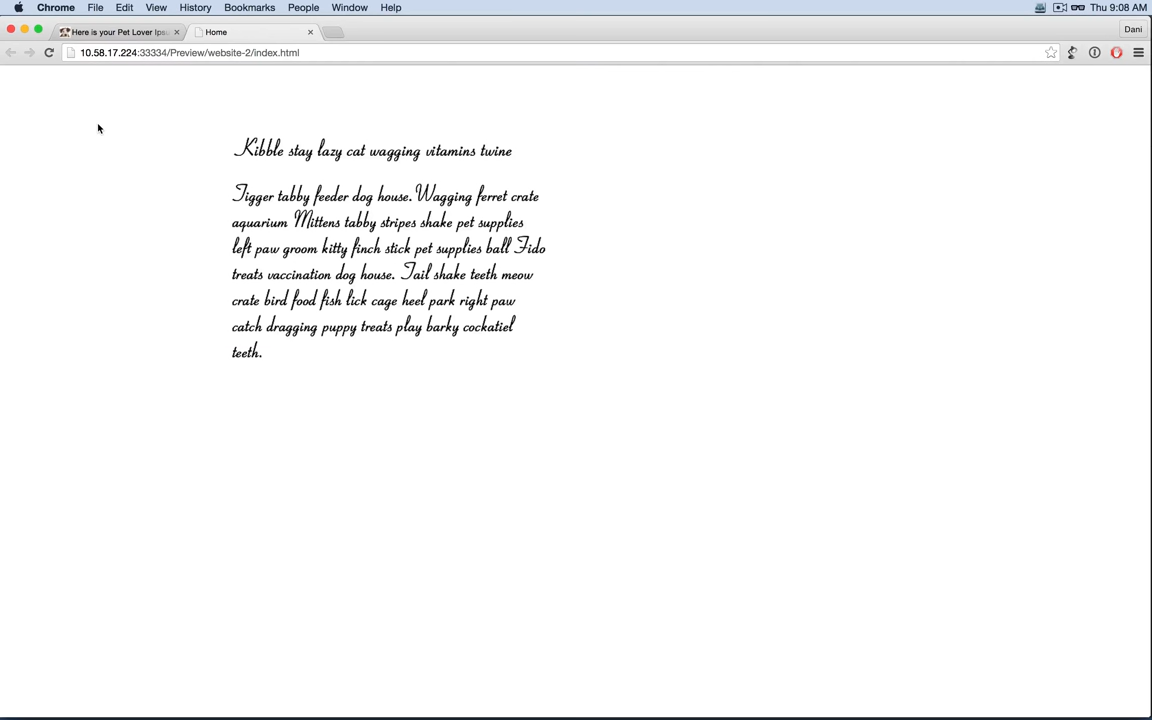 Chrome File Edit View History Bookmarks People Window Help Thu 9:08 AM
Here is your Pet Lover Ipsu Home Dani
10.58.17.224:33334/Preview/website-2/index.html
Kibble stay lazy cat wagging vitamins twine
Tigger tabby feeder dog house. Wagging ferret crate
aquarium Mittens tabby stripes shake pet supplies
left paw groom kitty finch stick pet supplies ball Fido
treats vaccination dog house. Tail shake teeth meow
crate bird food fish lick cage heel park right paw
catch dragging puppy treats play barky cockatiel
teeth.